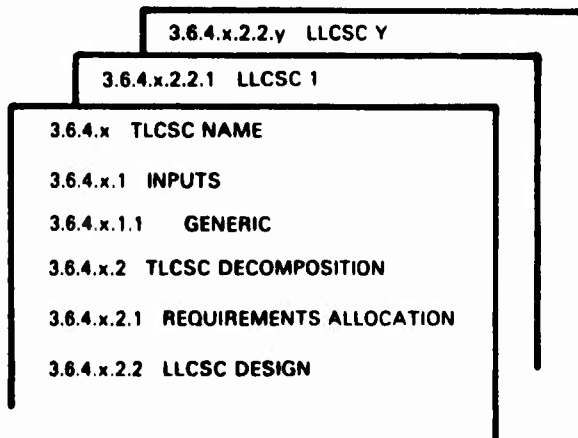 3.6.4.x.2.2.y LLCSC Y
3.6.4.x.2.2.1 LLCSC 1
3.6.4.x TLCSC NAME
3.6.4.x.1 INPUTS
3.6.4.x.1.1 GENERIC
3.6.4.x.2 TLCSC DECOMPOSITION
3.6.4.x.2.1 REQUIREMENTS ALLOCATION
3.6.4.x.2.2 LLCSC DESIGN